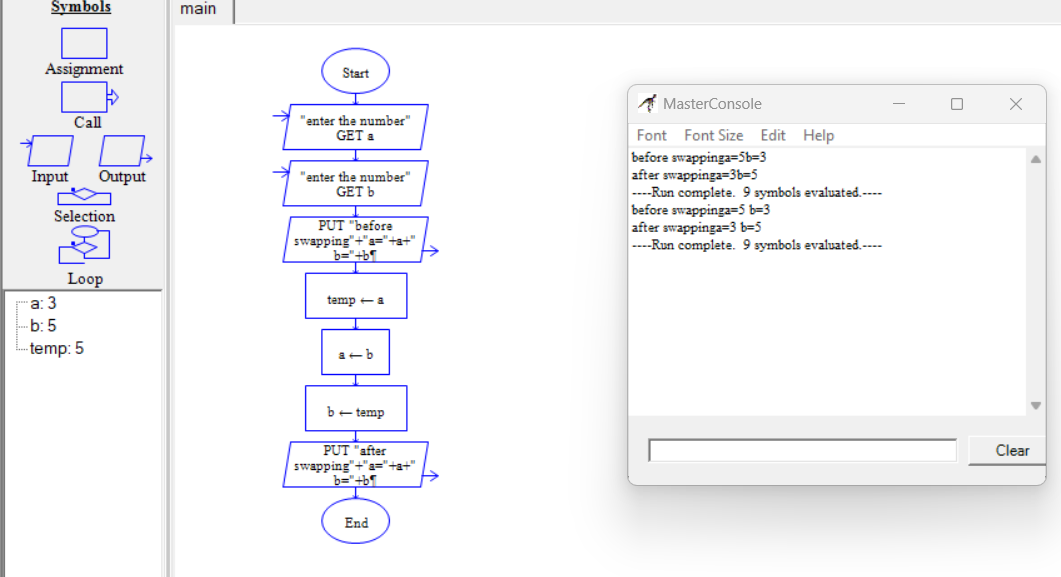 Symbols
Assignment
Call
Input Output
Selection
Loop
a: 3
b: 5
temp: 5
main
Start
"enter the number"
GET a
"enter the number"
GET b
PUT "before
swapping"+"a="+a+"
b="+b¶
temp ← a
a ← b
b ← temp
PUT "after
swapping"+"a="+a+"
b="+b¶
End
MasterConsole
Font Font Size Edit Help
before swappinga=5b=3
after swappinga=3b=5
----Run complete. 9 symbols evaluated.----
before swappinga=5 b=3
after swappinga=3 b=5
----Run complete. 9 symbols evaluated.----
Clear